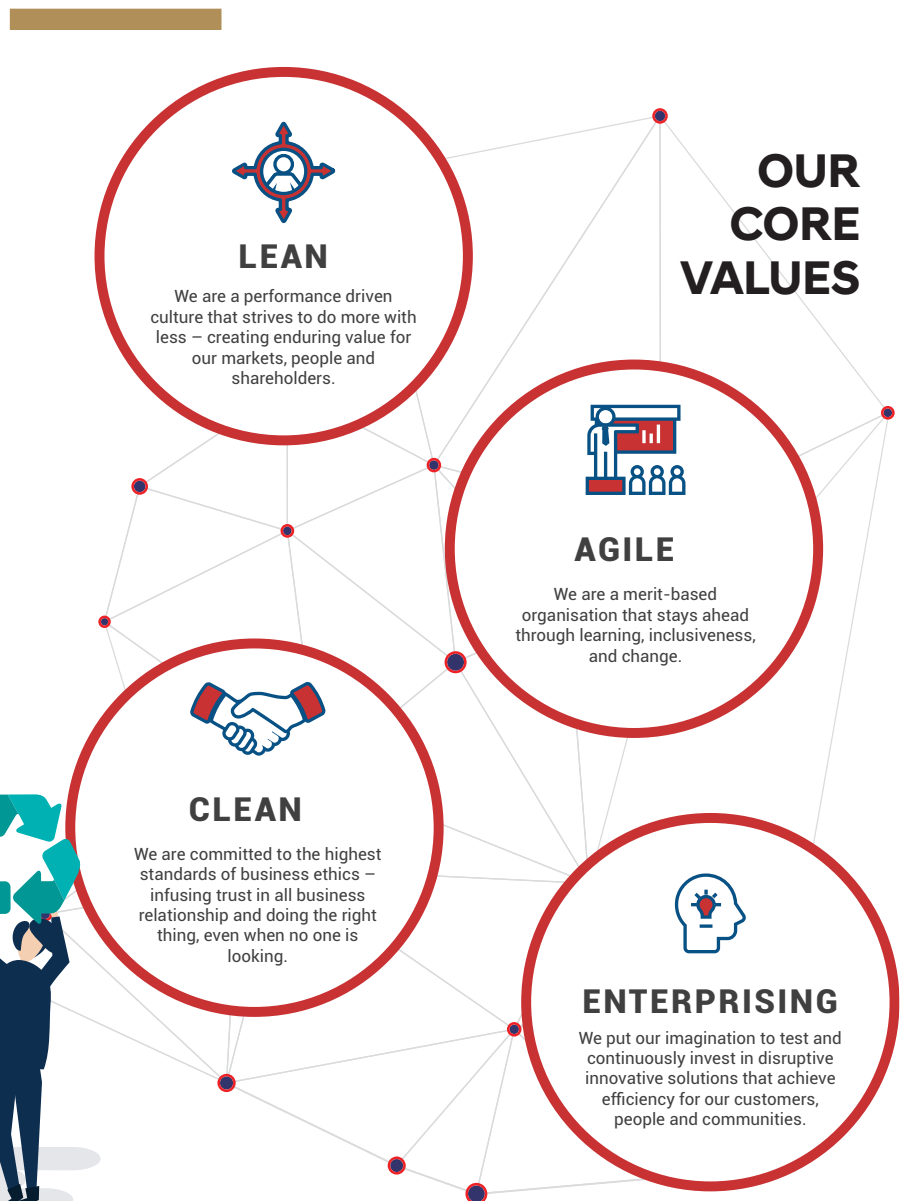 OUR
CORE
VALUES
LEAN
We are a performance driven
culture that strives to do more with
less – creating enduring value for
our markets, people and
shareholders.
AGILE
We are a merit-based
organisation that stays ahead
through learning, inclusiveness,
and change.
CLEAN
We are committed to the highest
standards of business ethics –
infusing trust in all business
relationship and doing the right
thing, even when no one is
looking.
ENTERPRISING
We put our imagination to test and
continuously invest in disruptive
innovative solutions that achieve
efficiency for our customers,
people and communities.